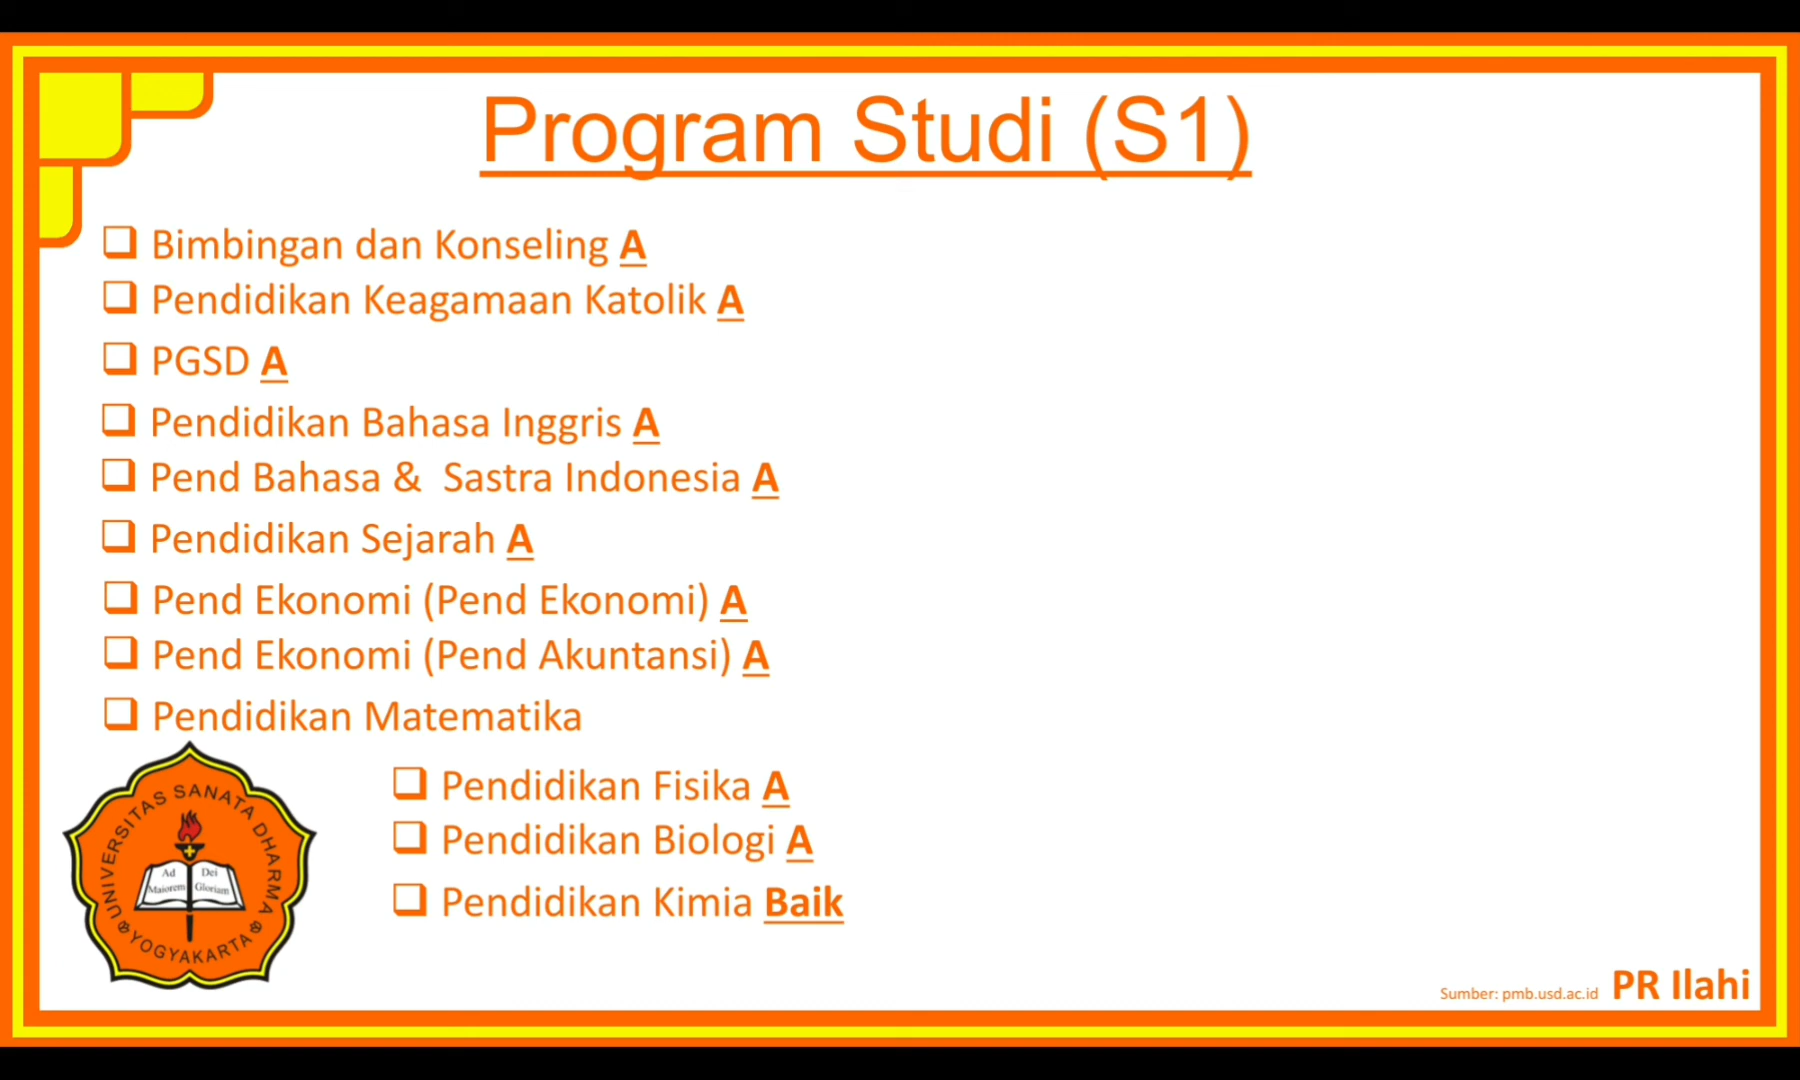 Program Studi (S1)
❑ Bimbingan dan Konseling A
❑ Pendidikan Keagamaan Katolik A
❑ PGSD A
❑ Pendidikan Bahasa Inggris A
❑ Pend Bahasa &  Sastra Indonesia A
❑ Pendidikan Sejarah A
❑ Pend Ekonomi (Pend Ekonomi) A
❑ Pend Ekonomi (Pend Akuntansi) A
❑ Pendidikan Matematika
❑ Pendidikan Fisika A
❑ Pendidikan Biologi A
❑ Pendidikan Kimia Baik
UNIVERSITAS SANATA DHARMA
YOGYAKARTA
Ad Dei
Maiorem Gloriam
Sumber: pmb.usd.ac.id PR Ilahi